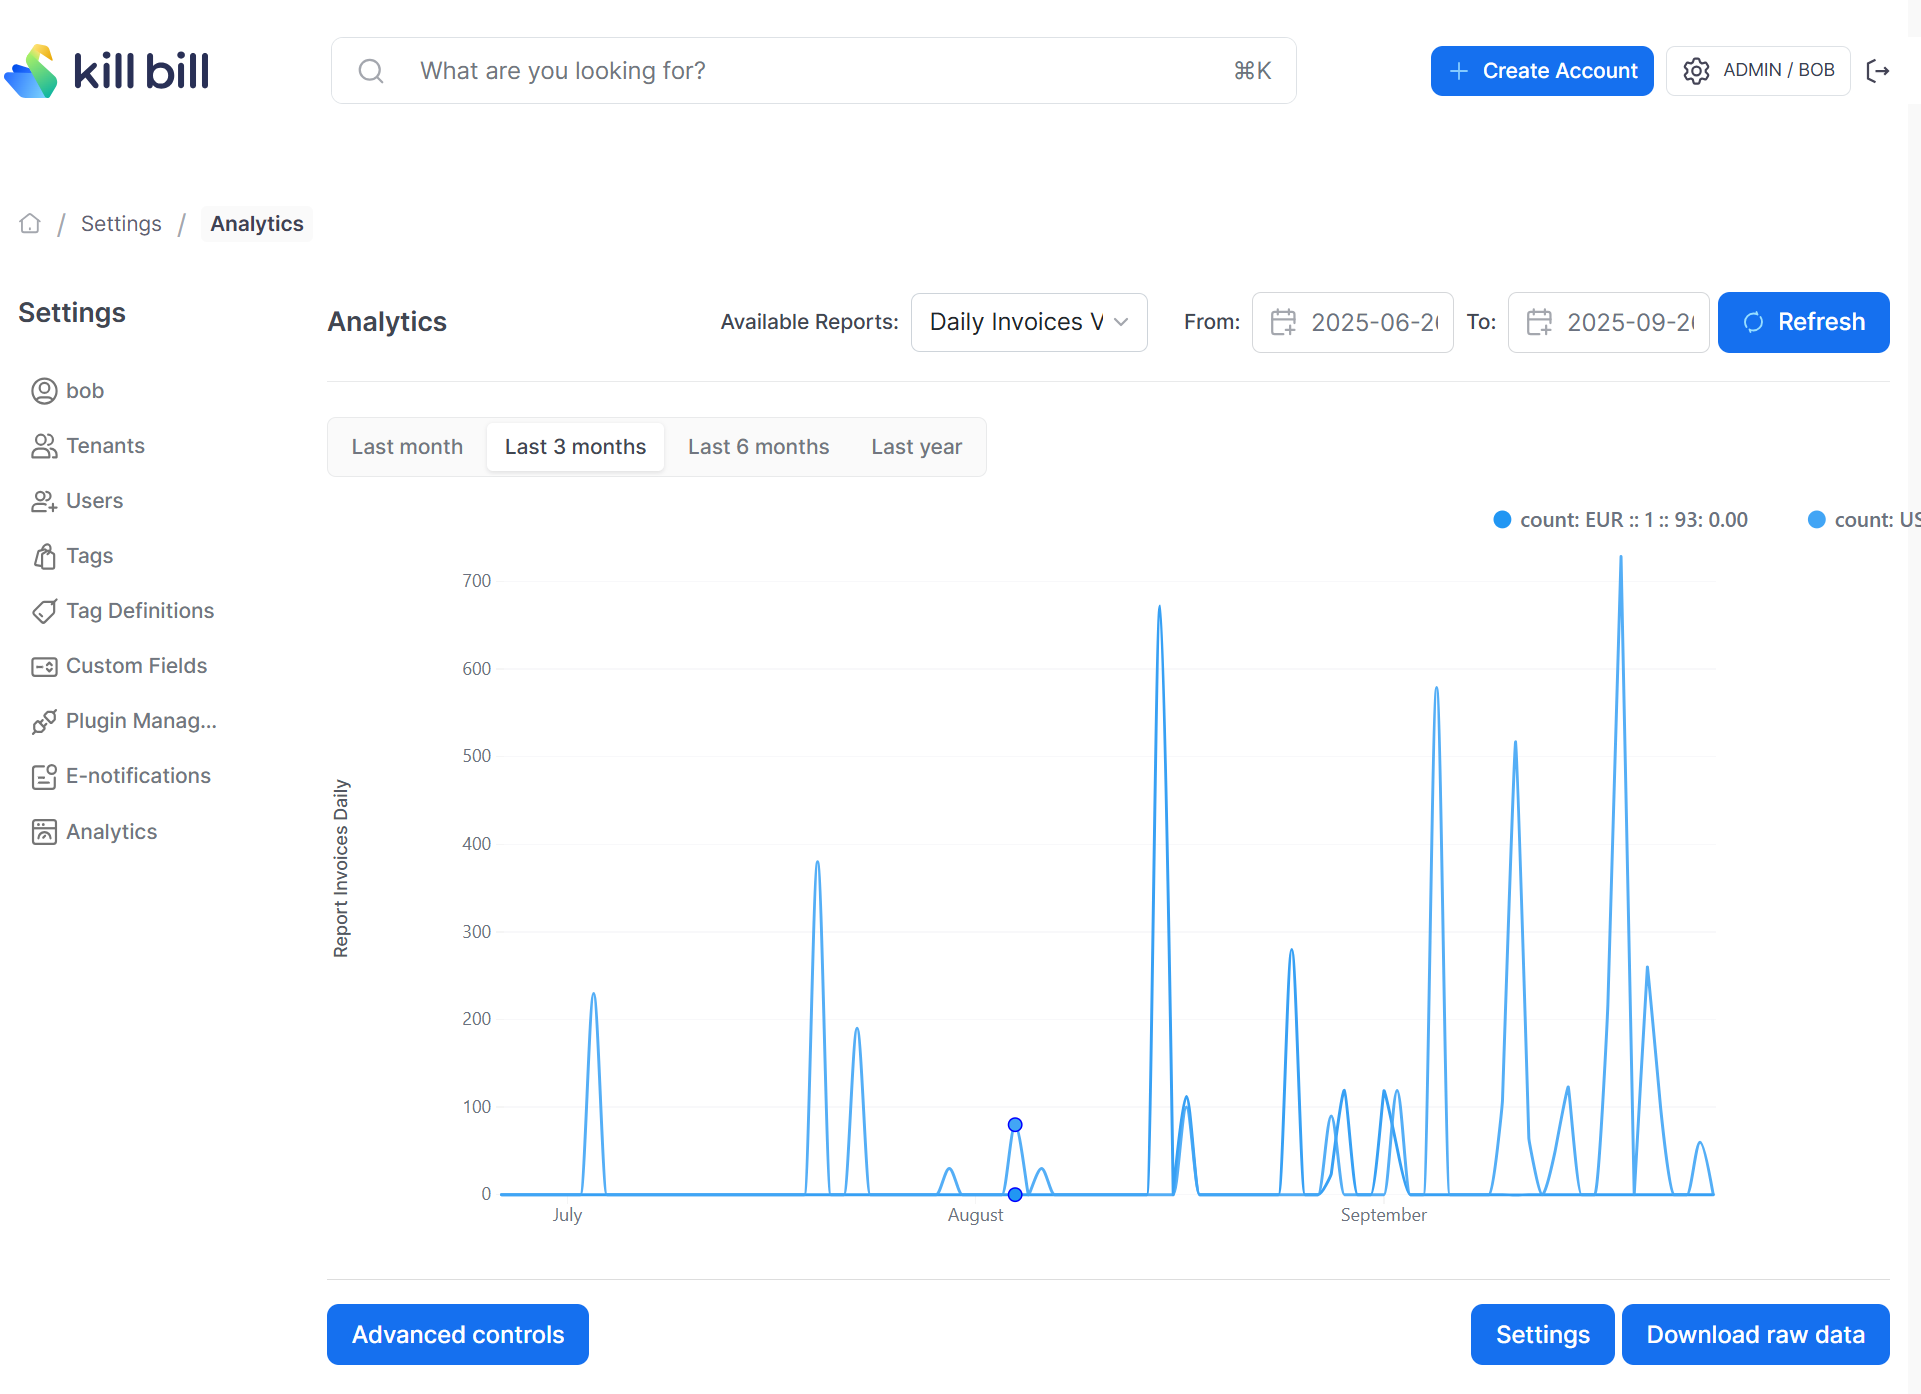 kill bill
What are you looking for?
⌘K
+ Create Account
ADMIN / BOB
/ Settings / Analytics
Settings
bob
Tenants
Users
Tags
Tag Definitions
Custom Fields
Plugin Manag...
E-notifications
Analytics
Analytics
Available Reports:
Daily Invoices V
From:
2025-06-2
To:
2025-09-2
Refresh
Last month
Last 3 months
Last 6 months
Last year
count: EUR :: 1 :: 93: 0.00
count: US
Report Invoices Daily
700
600
500
400
300
200
100
0
July
August
September
Advanced controls
Settings
Download raw data